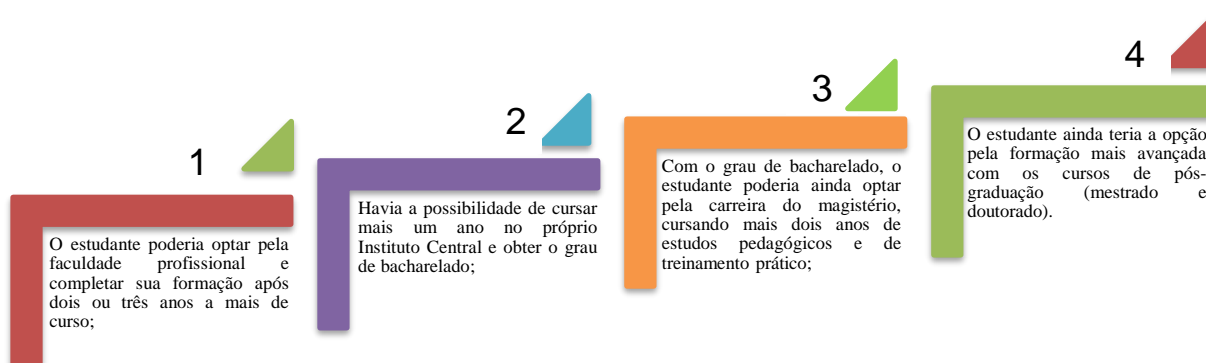 1
O estudante poderia optar pela
faculdade profissional e
completar sua formação após
dois ou três anos a mais de
curso;
2
Havia a possibilidade de cursar
mais um ano no próprio
Instituto Central e obter o grau
de bacharelado;
3
Com o grau de bacharelado, o
estudante poderia ainda optar
pela carreira do magistério,
cursando mais dois anos de
estudos pedagógicos e de
treinamento prático;
4
O estudante ainda teria a opção
pela formação mais avançada
com os cursos de pós-
graduação (mestrado e
doutorado).